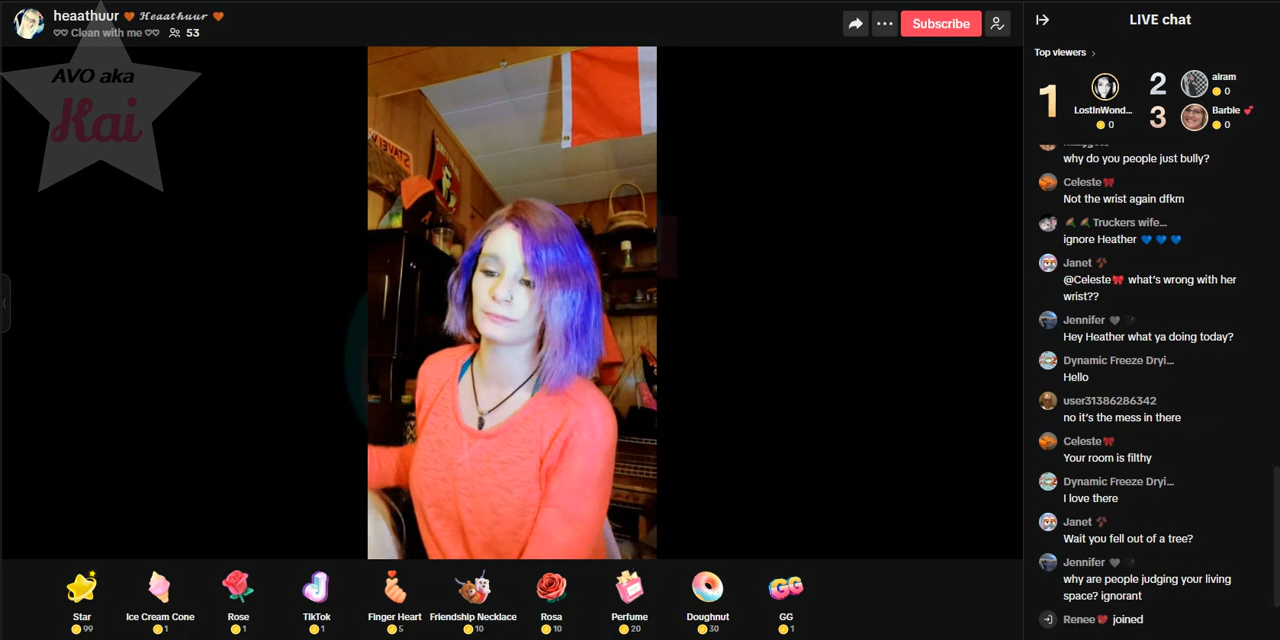 heaathuur 🧡 𝓗𝓮𝓪𝓪𝓽𝓱𝓾𝓾𝓻 🧡
♡♡ Clean with me ♡♡ 53
AVO aka
Kai
Subscribe
LIVE chat
Top viewers >
1
LostInWond...
0
2
alram
0
3
Barbie 💕
0
why do you people just bully?
Celeste🎀
Not the wrist again dfkm
Truckers wife...
ignore Heather 💙 💙 💙
Janet
@Celeste🎀 what's wrong with her
wrist??
Jennifer
Hey Heather what ya doing today?
Dynamic Freeze Dryi...
Hello
user31386286342
no it's the mess in there
Celeste🎀
Your room is filthy
Dynamic Freeze Dryi...
I love there
Janet
Wait you fell out of a tree?
Jennifer
why are people judging your living
space? ignorant
Renee joined
Star
99
Ice Cream Cone
1
Rose
1
TikTok
1
Finger Heart
5
Friendship Necklace
10
Rosa
10
Perfume
20
Doughnut
30
GG
GG
1